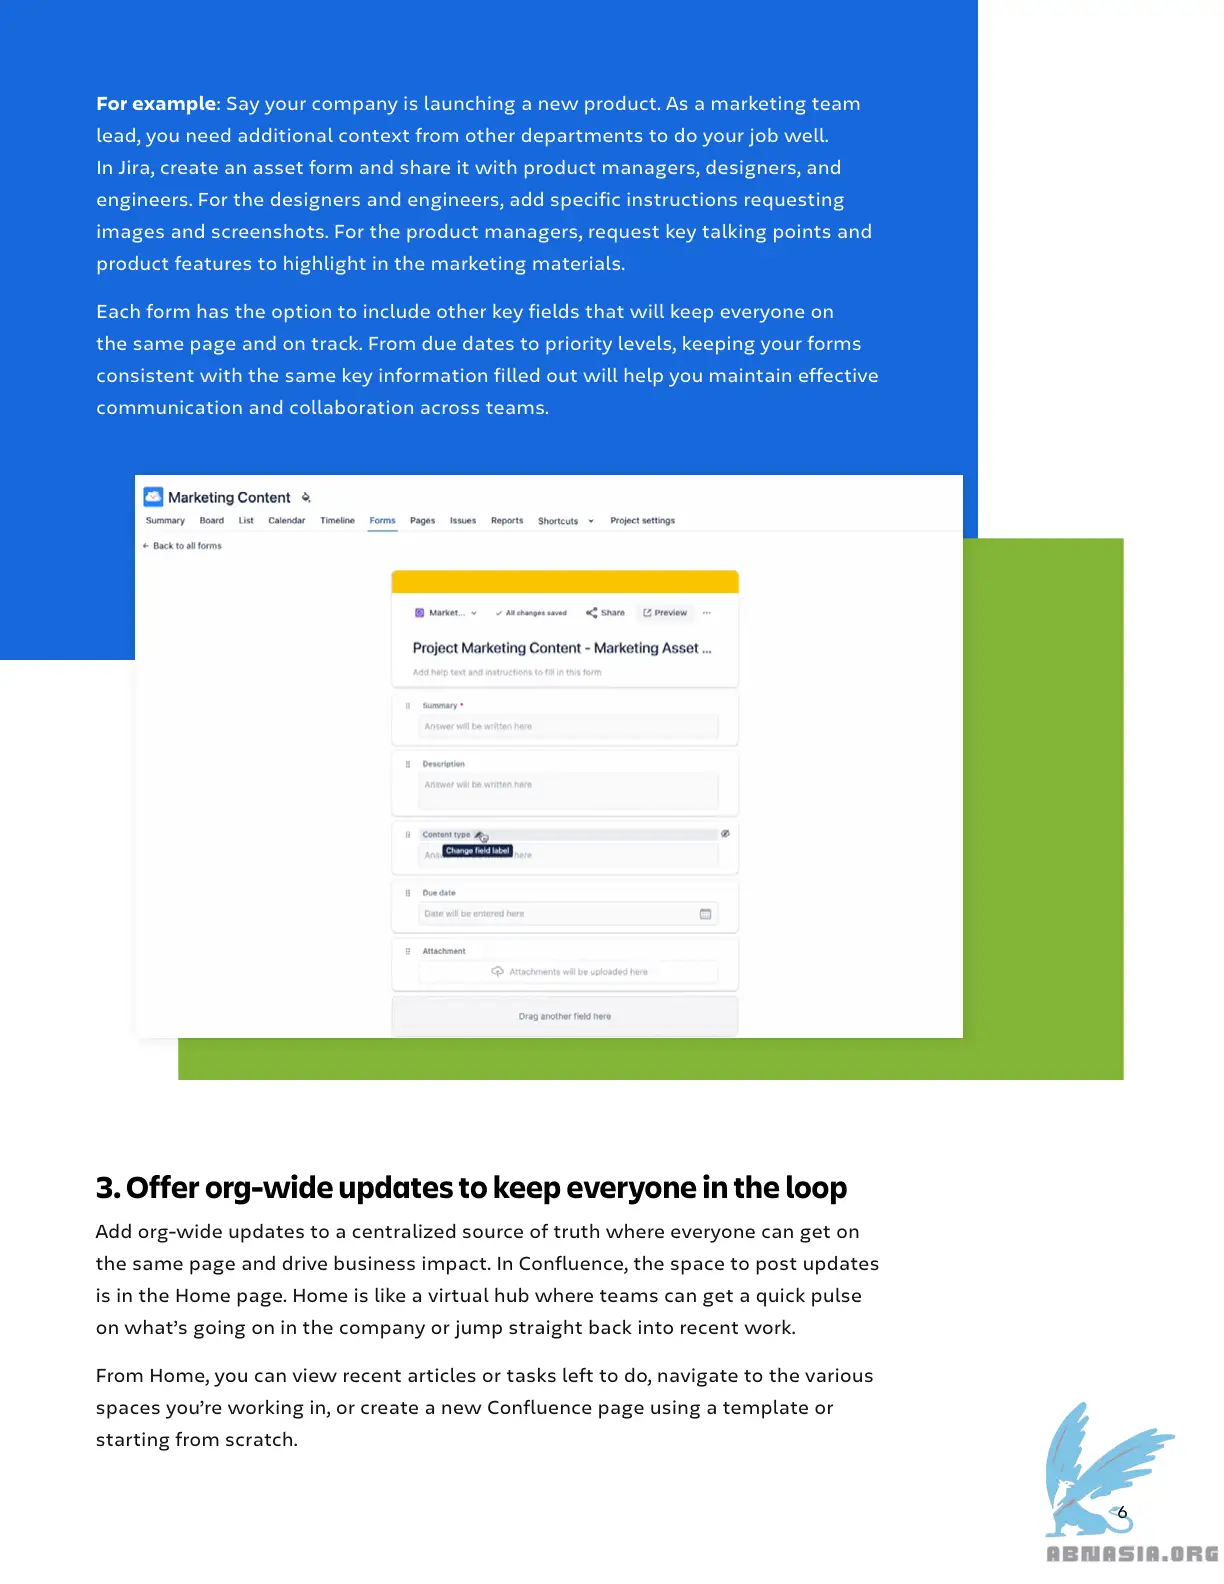 For example: Say your company is launching a new product. As a marketing team
lead, you need additional context from other departments to do your job well.
In Jira, create an asset form and share it with product managers, designers, and
engineers. For the designers and engineers, add specific instructions requesting
images and screenshots. For the product managers, request key talking points and
product features to highlight in the marketing materials.
Each form has the option to include other key fields that will keep everyone on
the same page and on track. From due dates to priority levels, keeping your forms
consistent with the same key information filled out will help you maintain effective
communication and collaboration across teams.
Marketing Content
Summary Board List Calendar Timeline Forms Pages Issues Reports Shortcuts Project settings
← Back to all forms
Market... All changes saved Share Preview ...
Project Marketing Content - Marketing Asset ...
Add help text and instructions to fill in this form
Summary *
Answer will be written here
Description
Answer will be written here
Content type
Change field label here
Due date
Date will be entered here
Attachment
Attachments will be uploaded here
Drag another field here
3. Offer org-wide updates to keep everyone in the loop
Add org-wide updates to a centralized source of truth where everyone can get on
the same page and drive business impact. In Confluence, the space to post updates
is in the Home page. Home is like a virtual hub where teams can get a quick pulse
on what's going on in the company or jump straight back into recent work.
From Home, you can view recent articles or tasks left to do, navigate to the various
spaces you're working in, or create a new Confluence page using a template or
starting from scratch.
6
ABNASIA.ORG